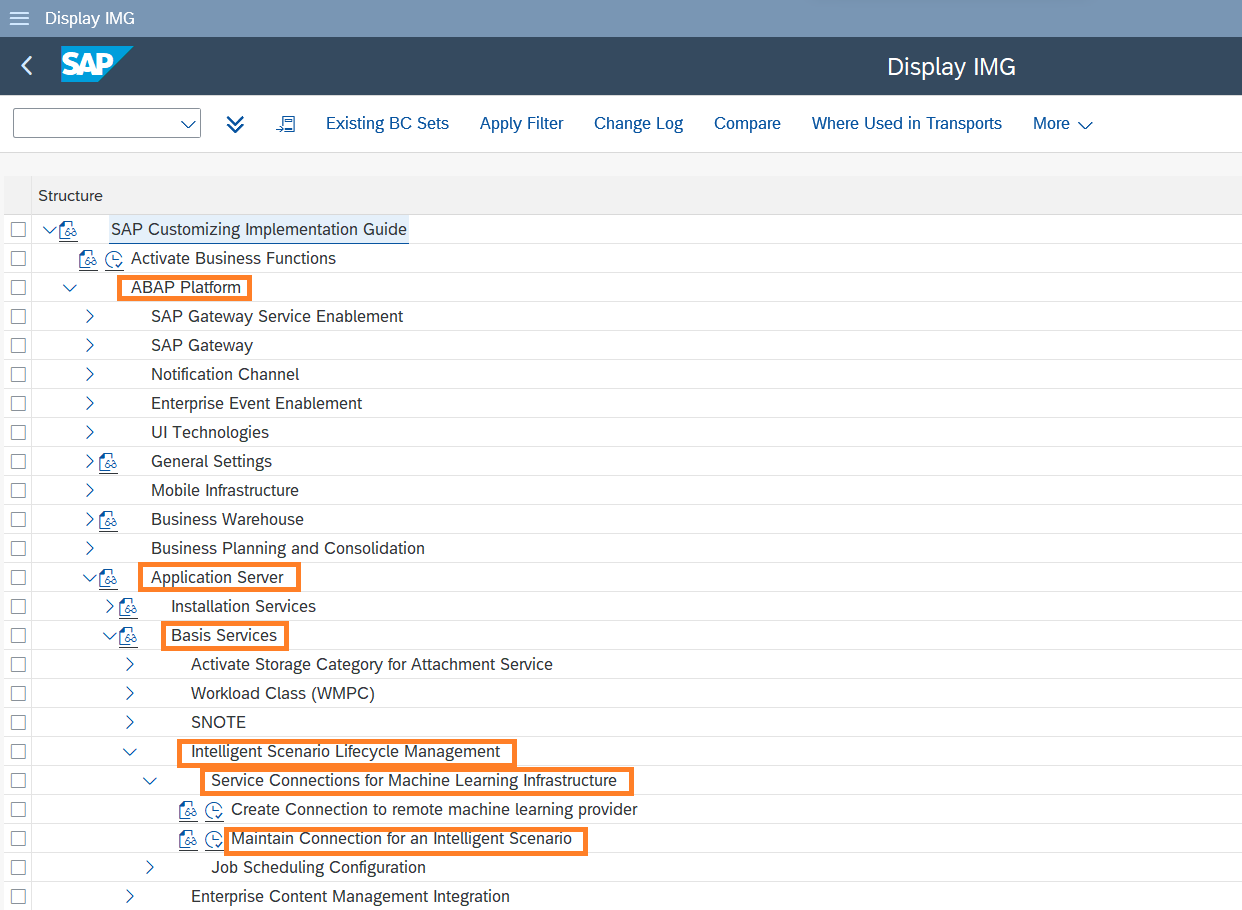 Display IMG
SAP Display IMG
Existing BC Sets Apply Filter Change Log Compare Where Used in Transports More
Structure
SAP Customizing Implementation Guide
Activate Business Functions
ABAP Platform
SAP Gateway Service Enablement
SAP Gateway
Notification Channel
Enterprise Event Enablement
UI Technologies
General Settings
Mobile Infrastructure
Business Warehouse
Business Planning and Consolidation
Application Server
Installation Services
Basis Services
Activate Storage Category for Attachment Service
Workload Class (WMPC)
SNOTE
Intelligent Scenario Lifecycle Management
Service Connections for Machine Learning Infrastructure
Create Connection to remote machine learning provider
Maintain Connection for an Intelligent Scenario
Job Scheduling Configuration
Enterprise Content Management Integration